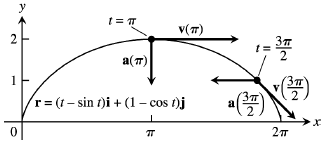 y
t = π
v(π)
2
t = 3π/2
a(π)
1
v(3π/2)
a(3π/2)
r = (t – sin t)i + (1 – cos t)j
0
π
2π
x